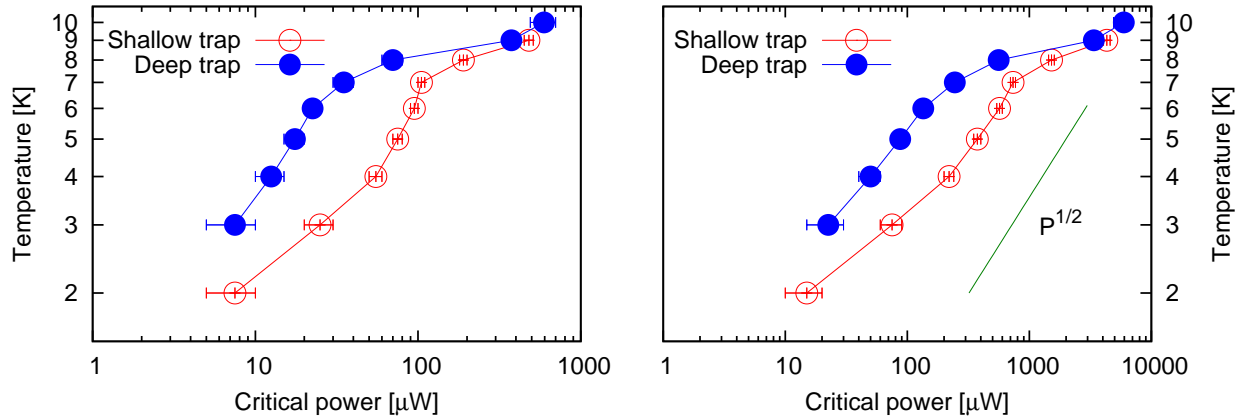 10
9
8
7
6
5
4
3
2
Temperature [K]
Shallow trap
Deep trap
1 10 100 1000
Critical power [μW]
Shallow trap
Deep trap
P^{1/2}
10
9
8
7
6
5
4
3
2
Temperature [K]
1 10 100 1000 10000
Critical power [μW]